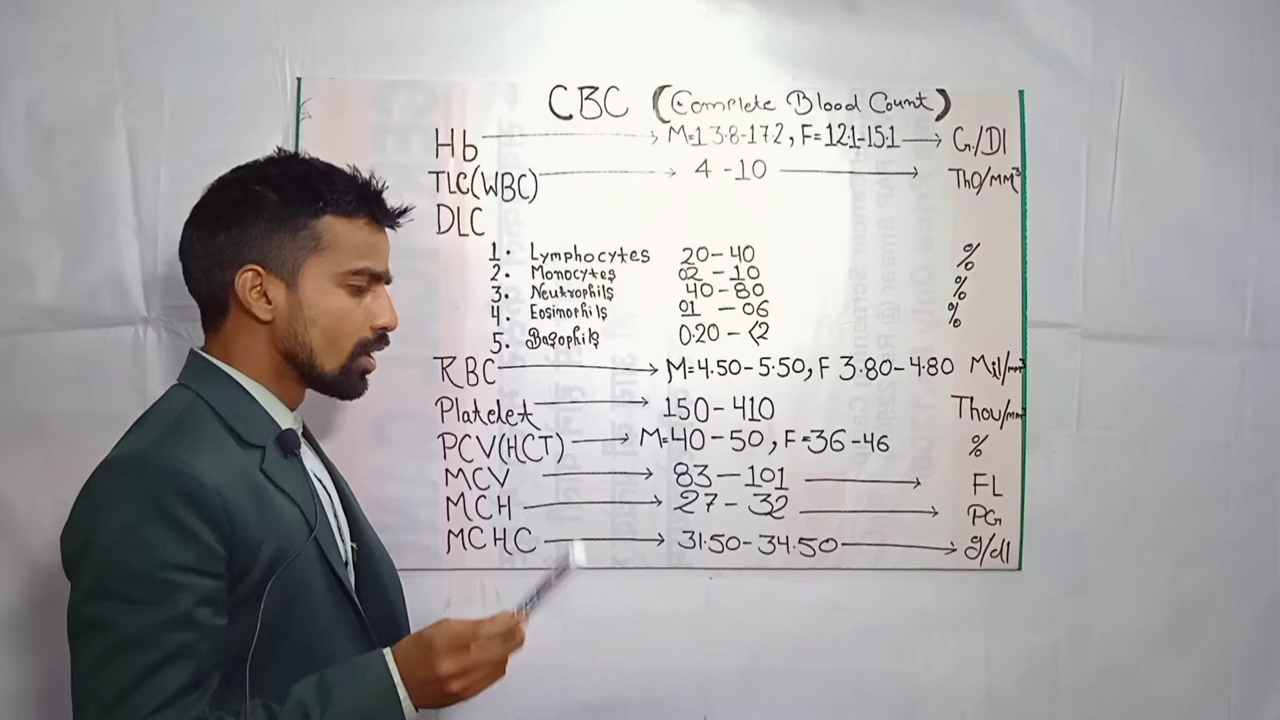 CBC (Complete Blood Count)
Hb M=13.8-17.2, F=12.1-15.1 G/Dl
TLC(WBC) 4 - 10 ThO/MM³
DLC
1. Lymphocytes 20-40 %
2. Monocytes 02-10 %
3. Neutrophils 40-80 %
4. Eosinophils 01-06
5. Basophils 0.20-<2
RBC M=4.50-5.50, F 3.80-4.80 Mil/mm³
Platelet 150-410 Thou/mm³
PCV(HCT) M=40-50, F=36-46 %
MCV 83-101 FL
MCH 27-32 PG
MCHC 31.50-34.50 g/dl